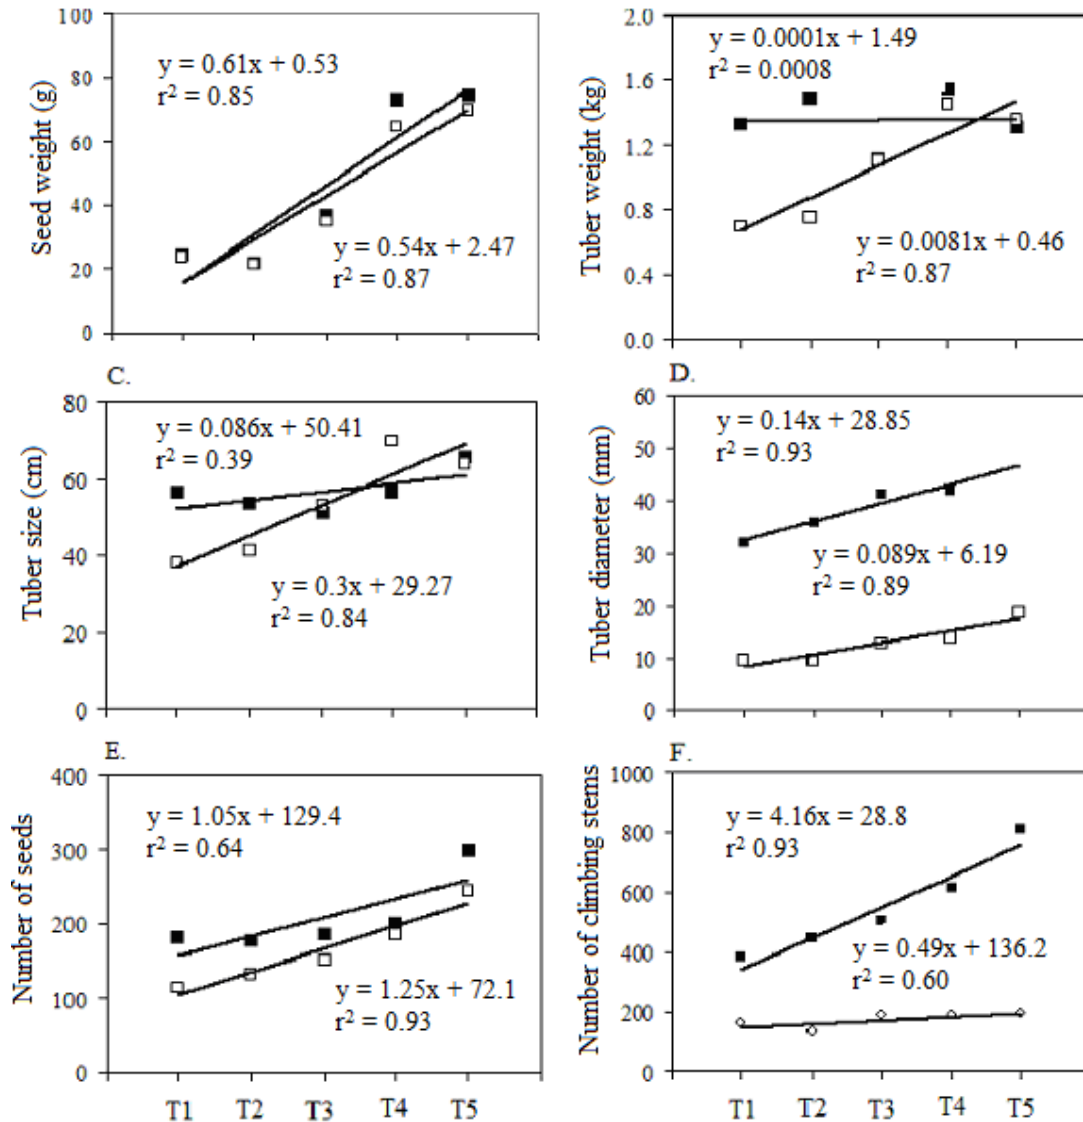 100
80
60
40
20
0
Seed weight (g)
y = 0.61x + 0.53
r² = 0.85
y = 0.54x + 2.47
r² = 0.87
2.0
1.6
1.2
0.8
0.4
0.0
Tuber weight (kg)
y = 0.0001x + 1.49
r² = 0.0008
y = 0.0081x + 0.46
r² = 0.87
C.
80
60
40
20
0
Tuber size (cm)
y = 0.086x + 50.41
r² = 0.39
y = 0.3x + 29.27
r² = 0.84
D.
60
50
40
30
20
10
0
Tuber diameter (mm)
y = 0.14x + 28.85
r² = 0.93
y = 0.089x + 6.19
r² = 0.89
E.
400
300
200
100
0
Number of seeds
y = 1.05x + 129.4
r² = 0.64
y = 1.25x + 72.1
r² = 0.93
T1 T2 T3 T4 T5
F.
1000
800
600
400
200
0
Number of climbing stems
y = 4.16x = 28.8
r² 0.93
y = 0.49x + 136.2
r² = 0.60
T1 T2 T3 T4 T5